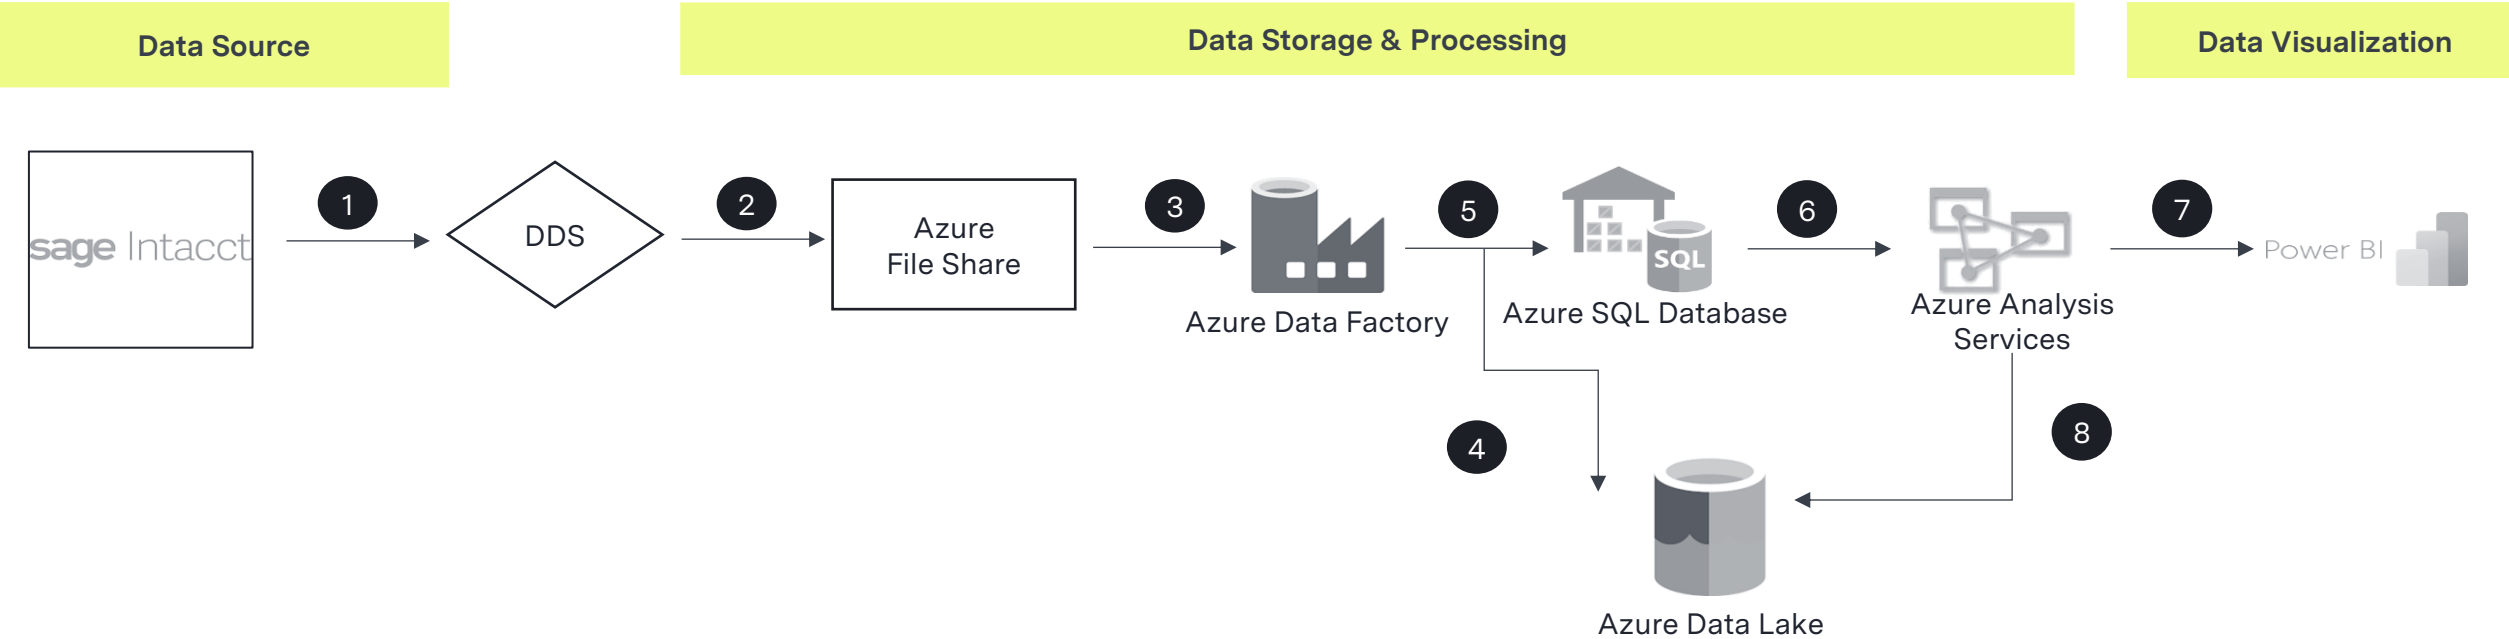 Data Source
Data Storage & Processing
Data Visualization
sage Intacct
1
DDS
2
Azure
File Share
3
Azure Data Factory
5
SQL
Azure SQL Database
6
Azure Analysis
Services
7
Power BI
4
8
Azure Data Lake